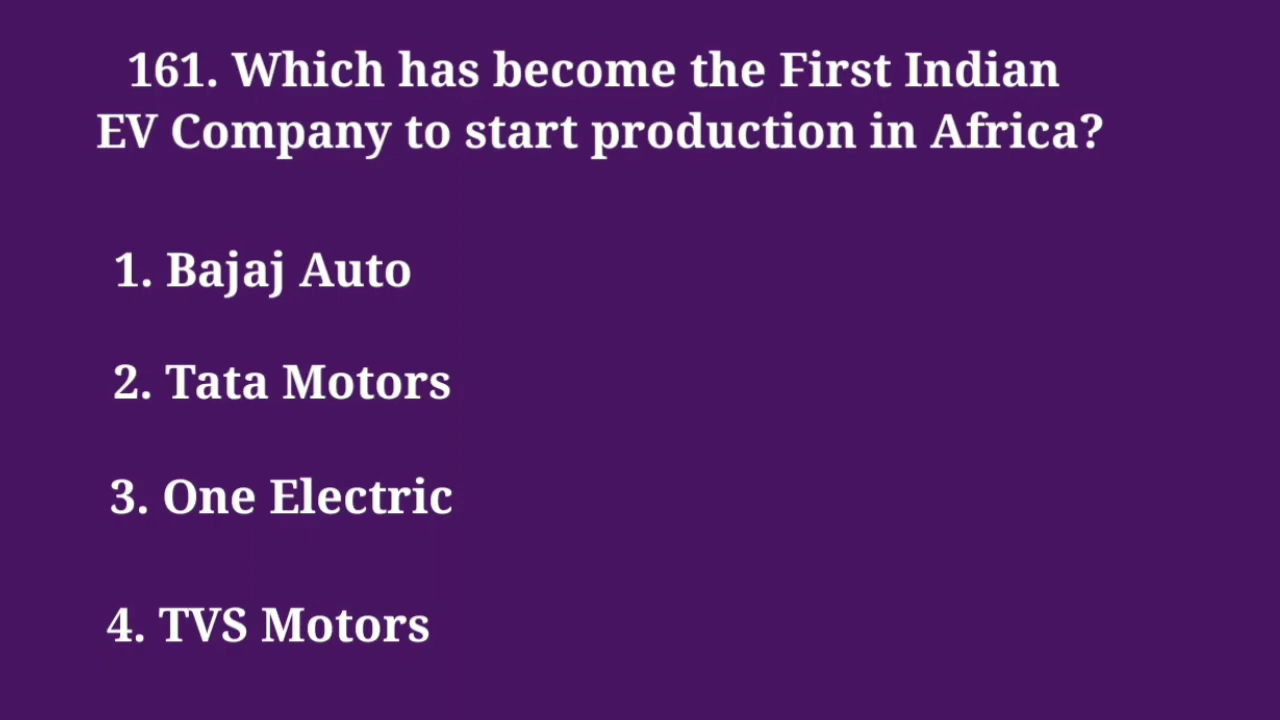 161. Which has become the First Indian
EV Company to start production in Africa?
1. Bajaj Auto
2. Tata Motors
3. One Electric
4. TVS Motors